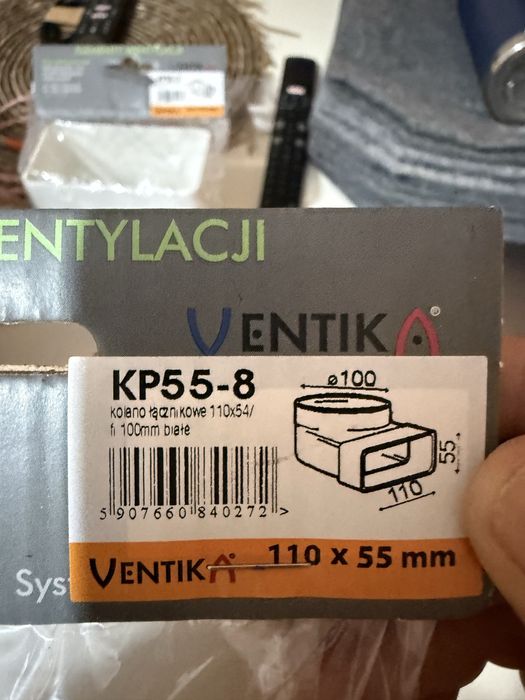 ENTYLACJI
VENTIKA®
KP55-8
kolano łącznikowe 110x54/
fi 100mm białe
ø100
55
110
5 907660 840272 >
VENTIKA® 110 x 55 mm
Syst